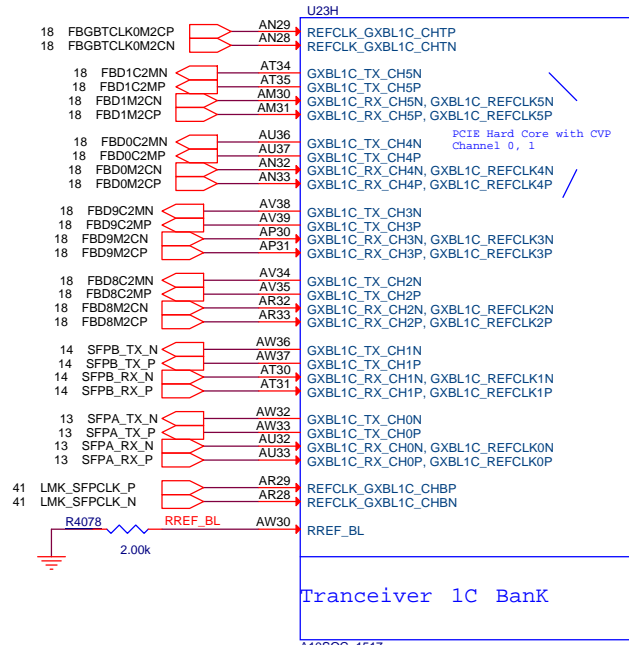 U23H
18 FBGBTCLK0M2CP AN29 REFCLK_GXBL1C_CHTP
18 FBGBTCLK0M2CN AN28 REFCLK_GXBL1C_CHTN
18 FBD1C2MN AT34 GXBL1C_TX_CH5N
18 FBD1C2MP AT35 GXBL1C_TX_CH5P
18 FBD1M2CN AM30 GXBL1C_RX_CH5N, GXBL1C_REFCLK5N
18 FBD1M2CP AM31 GXBL1C_RX_CH5P, GXBL1C_REFCLK5P
PCIE Hard Core with CVP
Channel 0, 1
18 FBD0C2MN AU36 GXBL1C_TX_CH4N
18 FBD0C2MP AU37 GXBL1C_TX_CH4P
18 FBD0M2CN AN32 GXBL1C_RX_CH4N, GXBL1C_REFCLK4N
18 FBD0M2CP AN33 GXBL1C_RX_CH4P, GXBL1C_REFCLK4P
18 FBD9C2MN AV38 GXBL1C_TX_CH3N
18 FBD9C2MP AV39 GXBL1C_TX_CH3P
18 FBD9M2CN AP30 GXBL1C_RX_CH3N, GXBL1C_REFCLK3N
18 FBD9M2CP AP31 GXBL1C_RX_CH3P, GXBL1C_REFCLK3P
18 FBD8C2MN AV34 GXBL1C_TX_CH2N
18 FBD8C2MP AV35 GXBL1C_TX_CH2P
18 FBD8M2CN AR32 GXBL1C_RX_CH2N, GXBL1C_REFCLK2N
18 FBD8M2CP AR33 GXBL1C_RX_CH2P, GXBL1C_REFCLK2P
14 SFPB_TX_N AW36 GXBL1C_TX_CH1N
14 SFPB_TX_P AW37 GXBL1C_TX_CH1P
14 SFPB_RX_N AT30 GXBL1C_RX_CH1N, GXBL1C_REFCLK1N
14 SFPB_RX_P AT31 GXBL1C_RX_CH1P, GXBL1C_REFCLK1P
13 SFPA_TX_N AW32 GXBL1C_TX_CH0N
13 SFPA_TX_P AW33 GXBL1C_TX_CH0P
13 SFPA_RX_N AU32 GXBL1C_RX_CH0N, GXBL1C_REFCLK0N
13 SFPA_RX_P AU33 GXBL1C_RX_CH0P, GXBL1C_REFCLK0P
41 LMK_SFPCLK_P AR29 REFCLK_GXBL1C_CHBP
41 LMK_SFPCLK_N AR28 REFCLK_GXBL1C_CHBN
R4078 RREF_BL AW30 RREF_BL
2.00k
Tranceiver 1C BanK